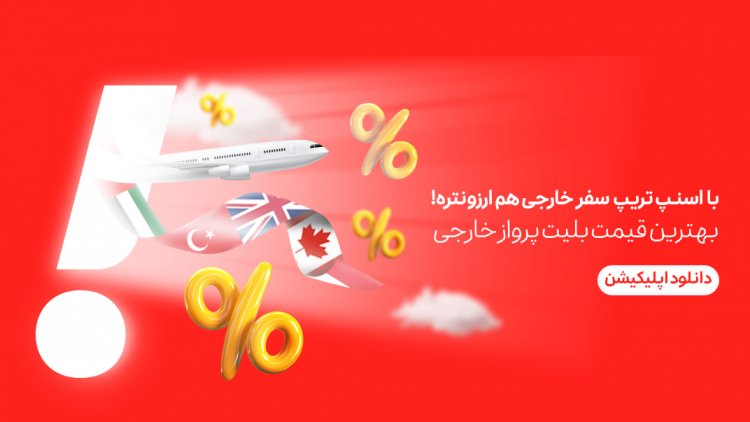 با اسنپ تریپ سفر خارجی هم ارزونتره!
بهترین قیمت بلیت پرواز خارجی
دانلود اپلیکیشن